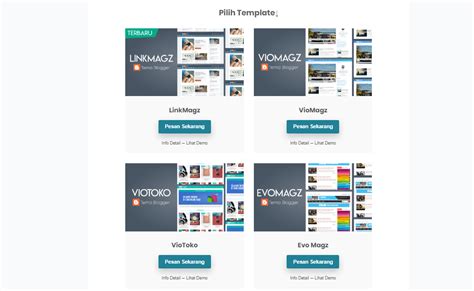 Pilih Template
TERBARU
LINKMAGZ
Tema Blogger
VIOMAGZ
Tema Blogger
LinkMagz
VioMagz
Pesan Sekarang
Pesan Sekarang
Info Detail — Lihat Demo
Info Detail — Lihat Demo
VIOTOKO
Tema Blogger
EVOMAGZ
Tema Blogger
VioToko
Evo Magz
Pesan Sekarang
Pesan Sekarang
Info Detail — Lihat Demo
Info Detail — Lihat Demo